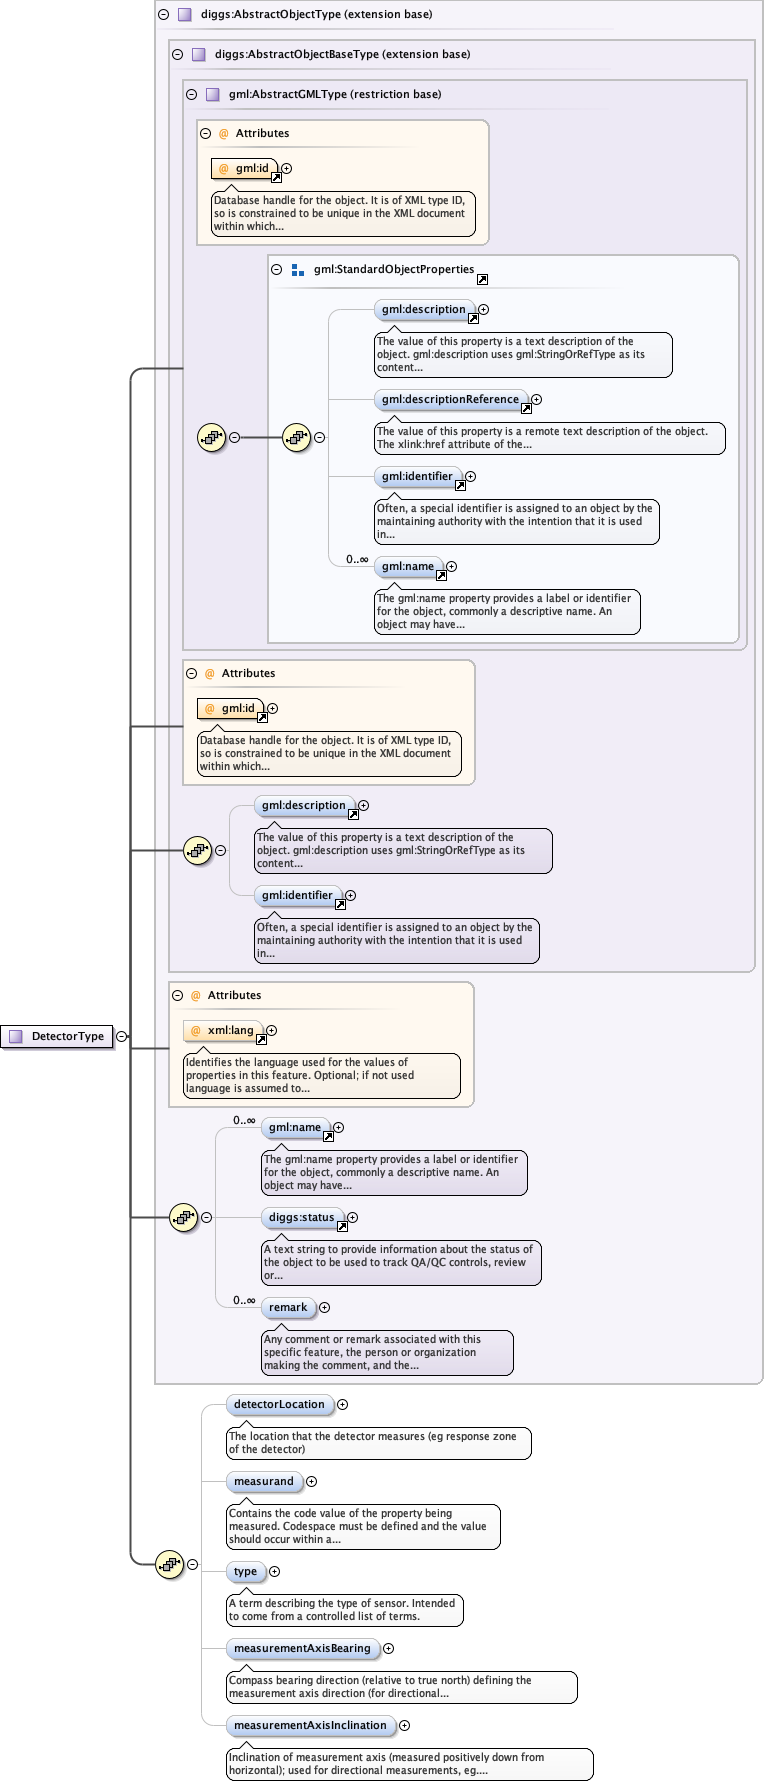 diggs:AbstractObjectType (extension base)
diggs:AbstractObjectBaseType (extension base)
gml:AbstractGMLType (restriction base)
@ Attributes
@ gml:id
Database handle for the object. It is of XML type ID,
so is constrained to be unique in the XML document
within which...
gml:StandardObjectProperties
gml:description
The value of this property is a text description of the
object. gml:description uses gml:StringOrRefType as its
content...
gml:descriptionReference
The value of this property is a remote text description of the object.
The xlink:href attribute of the...
gml:identifier
Often, a special identifier is assigned to an object by the
maintaining authority with the intention that it is used
in...
0..∞
gml:name
The gml:name property provides a label or identifier
for the object, commonly a descriptive name. An
object may have...
@ Attributes
@ gml:id
Database handle for the object. It is of XML type ID,
so is constrained to be unique in the XML document
within which...
gml:description
The value of this property is a text description of the
object. gml:description uses gml:StringOrRefType as its
content...
gml:identifier
Often, a special identifier is assigned to an object by the
maintaining authority with the intention that it is used
in...
@ Attributes
DetectorType
@ xml:lang
Identifies the language used for the values of
properties in this feature. Optional; if not used
language is assumed to...
0..∞
gml:name
The gml:name property provides a label or identifier
for the object, commonly a descriptive name. An
object may have...
diggs:status
A text string to provide information about the status of
the object to be used to track QA/QC controls, review
or...
0..∞
remark
Any comment or remark associated with this
specific feature, the person or organization
making the comment, and the...
detectorLocation
The location that the detector measures (eg response zone
of the detector)
measurand
Contains the code value of the property being
measured. Codespace must be defined and the value
should occur within a...
type
A term describing the type of sensor. Intended
to come from a controlled list of terms.
measurementAxisBearing
Compass bearing direction (relative to true north) defining the
measurement axis direction (for directional...
measurementAxisInclination
Inclination of measurement axis (measured positively down from
horizontal); used for directional measurements, eg....